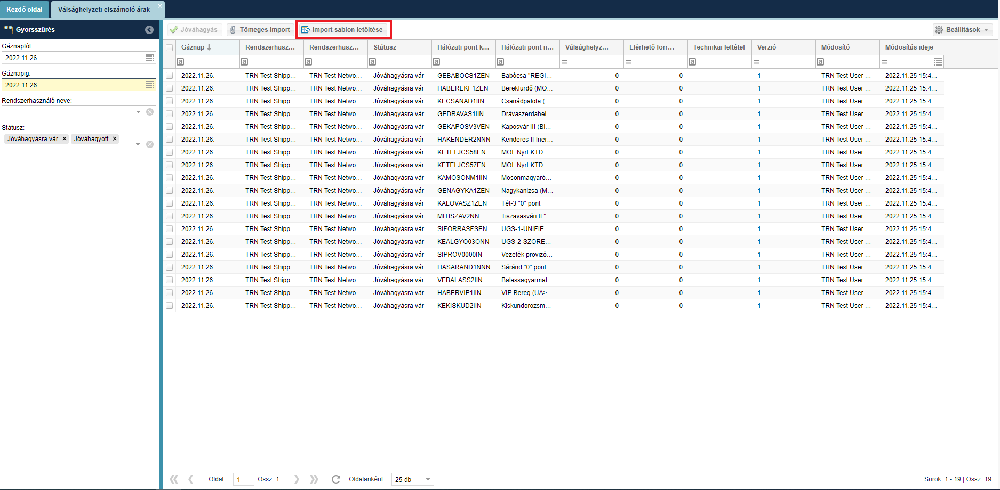 Kezdő oldal
Válsághelyzeti elszámoló árak
Gyorsszűrés
Jóváhagyás
Tömeges Import
Import sablon letöltése
Beállítások
Gáznaptól:
2022.11.26
Gáznapig:
2022.11.26
Rendszerhasználó neve:
Státusz:
Jóváhagyásra vár
Jóváhagyott
Gáznap Rendszerhasz... Rendszerhasz... Státusz Hálózati pont k... Hálózati pont n... Válsághelyz... Elérhető forr... Technikai feltétel Verzió Módosító Módosítás ideje
2022.11.26. TRN Test Shipp... TRN Test Netwo... Jóváhagyásra vár GEBABOCS1ZEN Babócsa "REGI... 0 0 1 TRN Test User ... 2022.11.25 15:4...
2022.11.26. TRN Test Shipp... TRN Test Netwo... Jóváhagyásra vár HABEREKF1ZEN Berekfürdő (MO... 0 0 1 TRN Test User ... 2022.11.25 15:4...
2022.11.26. TRN Test Shipp... TRN Test Netwo... Jóváhagyásra vár KECSANAD1IIN Csanádpalota (... 0 0 1 TRN Test User ... 2022.11.25 15:4...
2022.11.26. TRN Test Shipp... TRN Test Netwo... Jóváhagyásra vár GEDRAVAS1IIN Drávaszerdahel... 0 0 1 TRN Test User ... 2022.11.25 15:4...
2022.11.26. TRN Test Shipp... TRN Test Netwo... Jóváhagyásra vár GEKAPOSV3VEN Kaposvár III (Bi... 0 0 1 TRN Test User ... 2022.11.25 15:4...
2022.11.26. TRN Test Shipp... TRN Test Netwo... Jóváhagyásra vár HAKENDER2NNN Kenderes II Iner... 0 0 1 TRN Test User ... 2022.11.25 15:4...
2022.11.26. TRN Test Shipp... TRN Test Netwo... Jóváhagyásra vár KETELJCS58EN MOL Nyrt KTD ... 0 0 1 TRN Test User ... 2022.11.25 15:4...
2022.11.26. TRN Test Shipp... TRN Test Netwo... Jóváhagyásra vár KETELJCS57EN MOL Nyrt KTD ... 0 0 1 TRN Test User ... 2022.11.25 15:4...
2022.11.26. TRN Test Shipp... TRN Test Netwo... Jóváhagyásra vár KAMOSONM1IIN Mosonmagyaró... 0 0 1 TRN Test User ... 2022.11.25 15:4...
2022.11.26. TRN Test Shipp... TRN Test Netwo... Jóváhagyásra vár GENAGYKA1ZEN Nagykanizsa (M... 0 0 1 TRN Test User ... 2022.11.25 15:4...
2022.11.26. TRN Test Shipp... TRN Test Netwo... Jóváhagyásra vár KALOVASZ1ZEN Tét-3 "0" pont 0 0 1 TRN Test User ... 2022.11.25 15:4...
2022.11.26. TRN Test Shipp... TRN Test Netwo... Jóváhagyásra vár MITISZAV2NN Tiszavasvári II "... 0 0 1 TRN Test User ... 2022.11.25 15:4...
2022.11.26. TRN Test Shipp... TRN Test Netwo... Jóváhagyásra vár SIFORRASFSEN UGS-1-UNIFIE... 0 0 1 TRN Test User ... 2022.11.25 15:4...
2022.11.26. TRN Test Shipp... TRN Test Netwo... Jóváhagyásra vár KEALGYO03ONN UGS-2-SZORE... 0 0 1 TRN Test User ... 2022.11.25 15:4...
2022.11.26. TRN Test Shipp... TRN Test Netwo... Jóváhagyásra vár SIPROV0000IN Vezeték provizó... 0 0 1 TRN Test User ... 2022.11.25 15:4...
2022.11.26. TRN Test Shipp... TRN Test Netwo... Jóváhagyásra vár HASARAND1NNN Sáránd "0" pont 0 0 1 TRN Test User ... 2022.11.25 15:4...
2022.11.26. TRN Test Shipp... TRN Test Netwo... Jóváhagyásra vár VEBALASS2IIN Balassagyarmat... 0 0 1 TRN Test User ... 2022.11.25 15:4...
2022.11.26. TRN Test Shipp... TRN Test Netwo... Jóváhagyásra vár HABERVIP1IIN VIP Bereg (UA>... 0 0 1 TRN Test User ... 2022.11.25 15:4...
2022.11.26. TRN Test Shipp... TRN Test Netwo... Jóváhagyásra vár KEKISKUD2IIN Kiskundorozsm... 0 0 1 TRN Test User ... 2022.11.25 15:4...
Oldal: 1 Össz: 1 Oldalanként: 25 db Sorok: 1 - 19 | Össz: 19